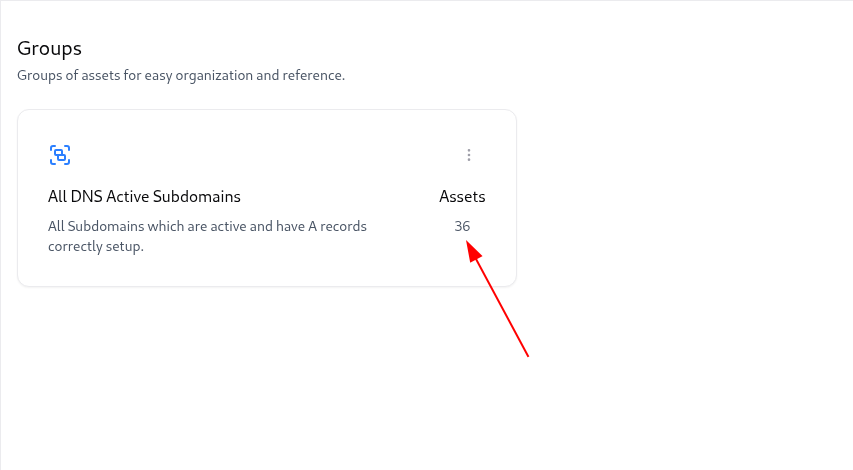 Groups
Groups of assets for easy organization and reference.
All DNS Active Subdomains
Assets
All Subdomains which are active and have A records
correctly setup.
36